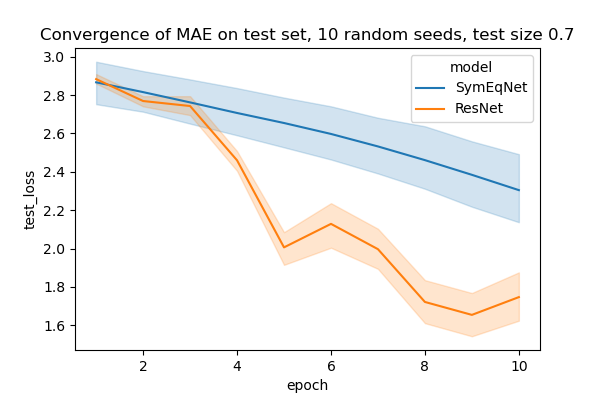 Convergence of MAE on test set, 10 random seeds, test size 0.7
3.0
2.8
2.6
2.4
2.2
2.0
1.8
1.6
test_loss
model
SymEqNet
ResNet
2 4 6 8 10
epoch